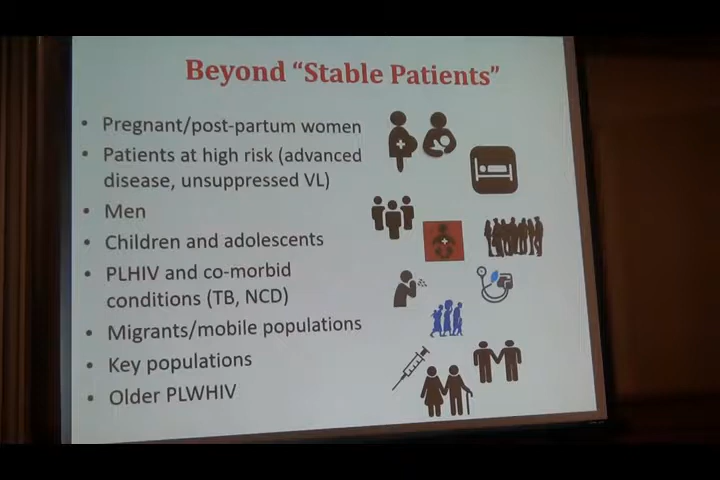 Beyond “Stable Patients”
• Pregnant/post-partum women
• Patients at high risk (advanced
disease, unsuppressed VL)
• Men
• Children and adolescents
• PLHIV and co-morbid
conditions (TB, NCD)
• Migrants/mobile populations
• Key populations
• Older PLWHIV